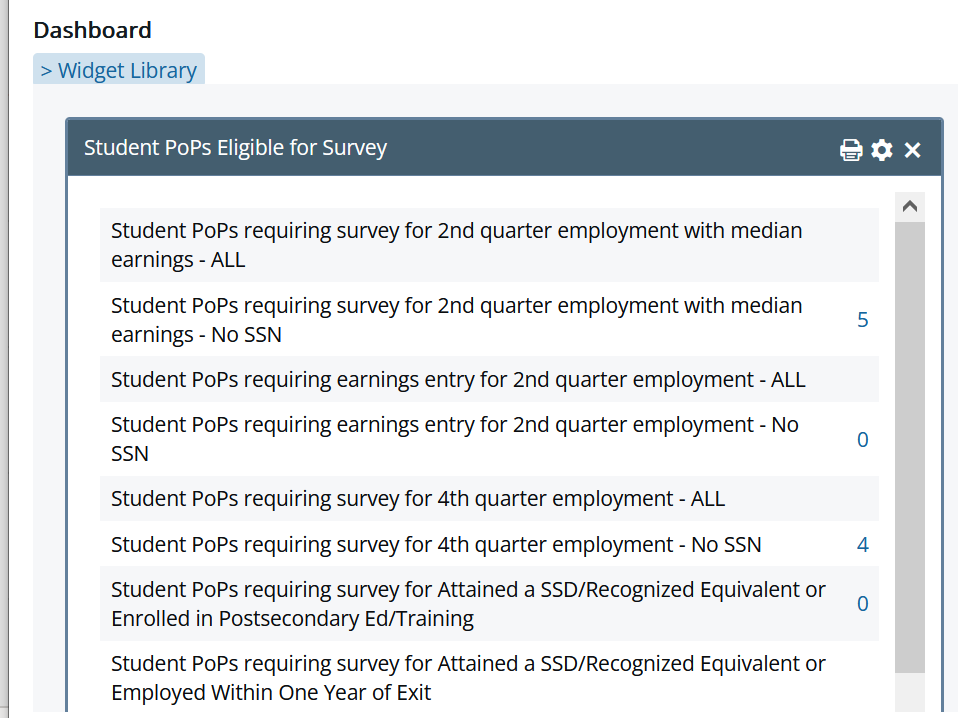 Dashboard
> Widget Library
Student PoPs Eligible for Survey
Student PoPs requiring survey for 2nd quarter employment with median
earnings - ALL
Student PoPs requiring survey for 2nd quarter employment with median
earnings - No SSN
5
Student PoPs requiring earnings entry for 2nd quarter employment - ALL
Student PoPs requiring earnings entry for 2nd quarter employment - No
SSN
0
Student PoPs requiring survey for 4th quarter employment - ALL
Student PoPs requiring survey for 4th quarter employment - No SSN 4
Student PoPs requiring survey for Attained a SSD/Recognized Equivalent or
Enrolled in Postsecondary Ed/Training
0
Student PoPs requiring survey for Attained a SSD/Recognized Equivalent or
Employed Within One Year of Exit